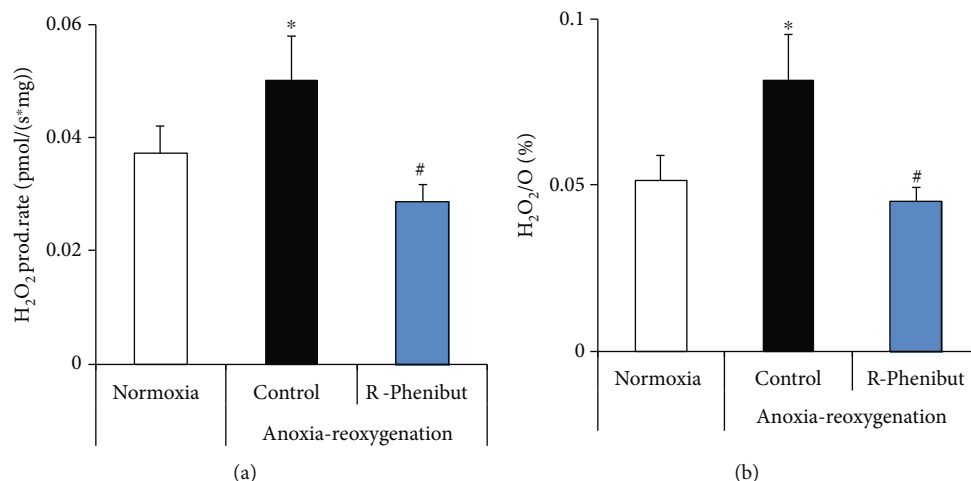 H₂O₂ prod.rate (pmol/(s*mg))
0.06
0.04
0.02
0
*
#
Normoxia
Control
R -Phenibut
Anoxia-reoxygenation
(a)
H₂O₂/O (%)
0.1
0.05
0
*
#
Normoxia
Control
R-Phenibut
Anoxia-reoxygenation
(b)